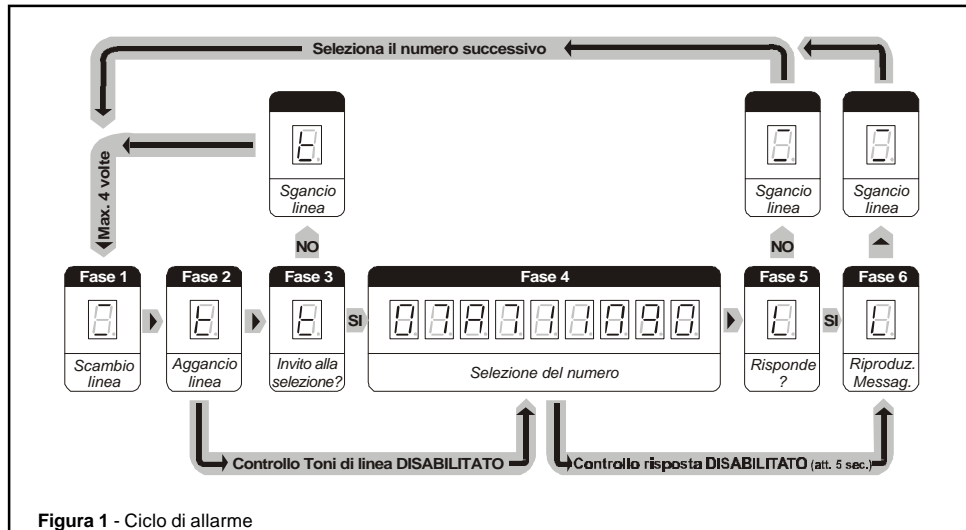 Seleziona il numero successivo
Max. 4 volte
Sgancio
linea
Sgancio
linea
Sgancio
linea
NO
NO
Fase 1
Fase 2
Fase 3
Fase 4
Fase 5
Fase 6
SI
SI
Scambio
linea
Aggancio
linea
Invito alla
selezione?
Selezione del numero
Risponde
?
Riproduz.
Messag.
Controllo Toni di linea DISABILITATO
Controllo risposta DISABILITATO (att. 5 sec.)
Figura 1 - Ciclo di allarme